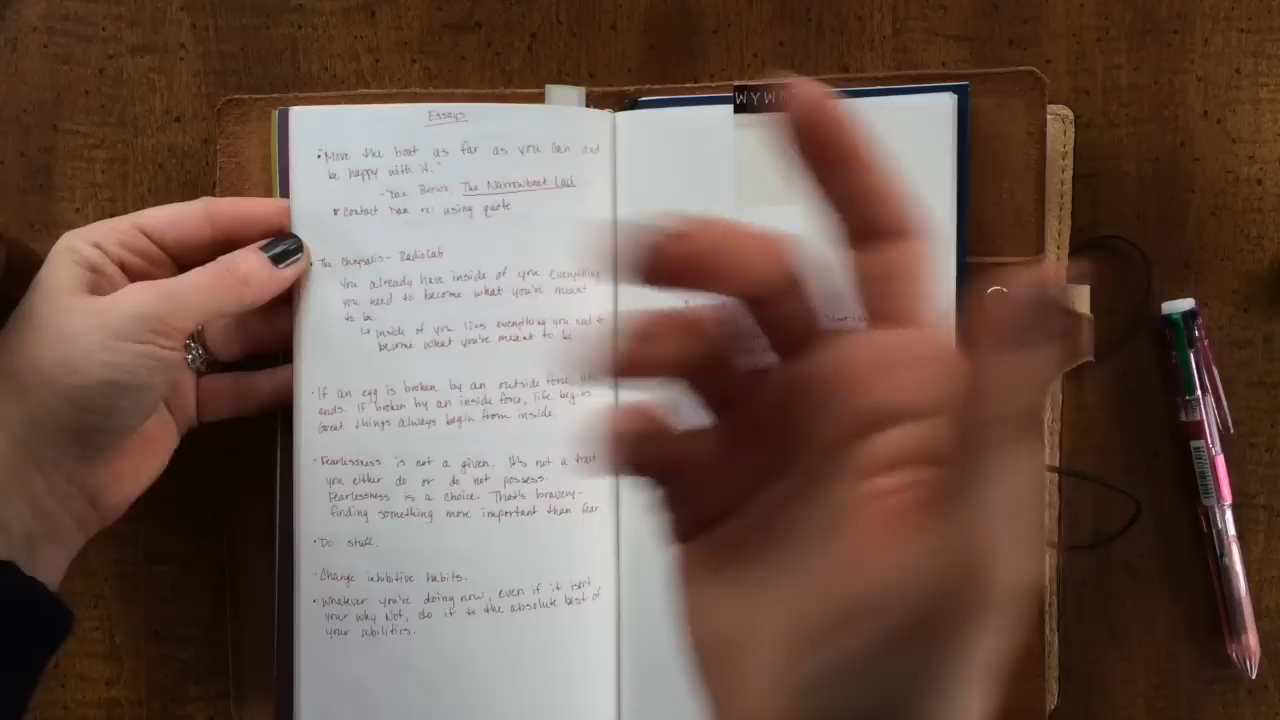 Essays
• "Move the boat as far as you can and
be happy with it."
- Dan Brown, The Narrowboat Lad
* Contact Dan re: using quote
• The Chrysalis - RadioLab
You already have inside of you everything
you need to become what you're meant
to be.
↳ Inside of you lies everything you need to
become what you're meant to be
• If an egg is broken by an outside force, life
ends. If broken by an inside force, life begins
Great things always begin from inside.
• Fearlessness is not a given. It's not a trait
you either do or do not possess.
Fearlessness is a choice. That's bravery-
finding something more important than fear
• Do stuff.
• Change inhibitive habits.
• Whatever you're doing now, even if it isn't
your Why Not, do it to the absolute best of
your abilities.
WYW